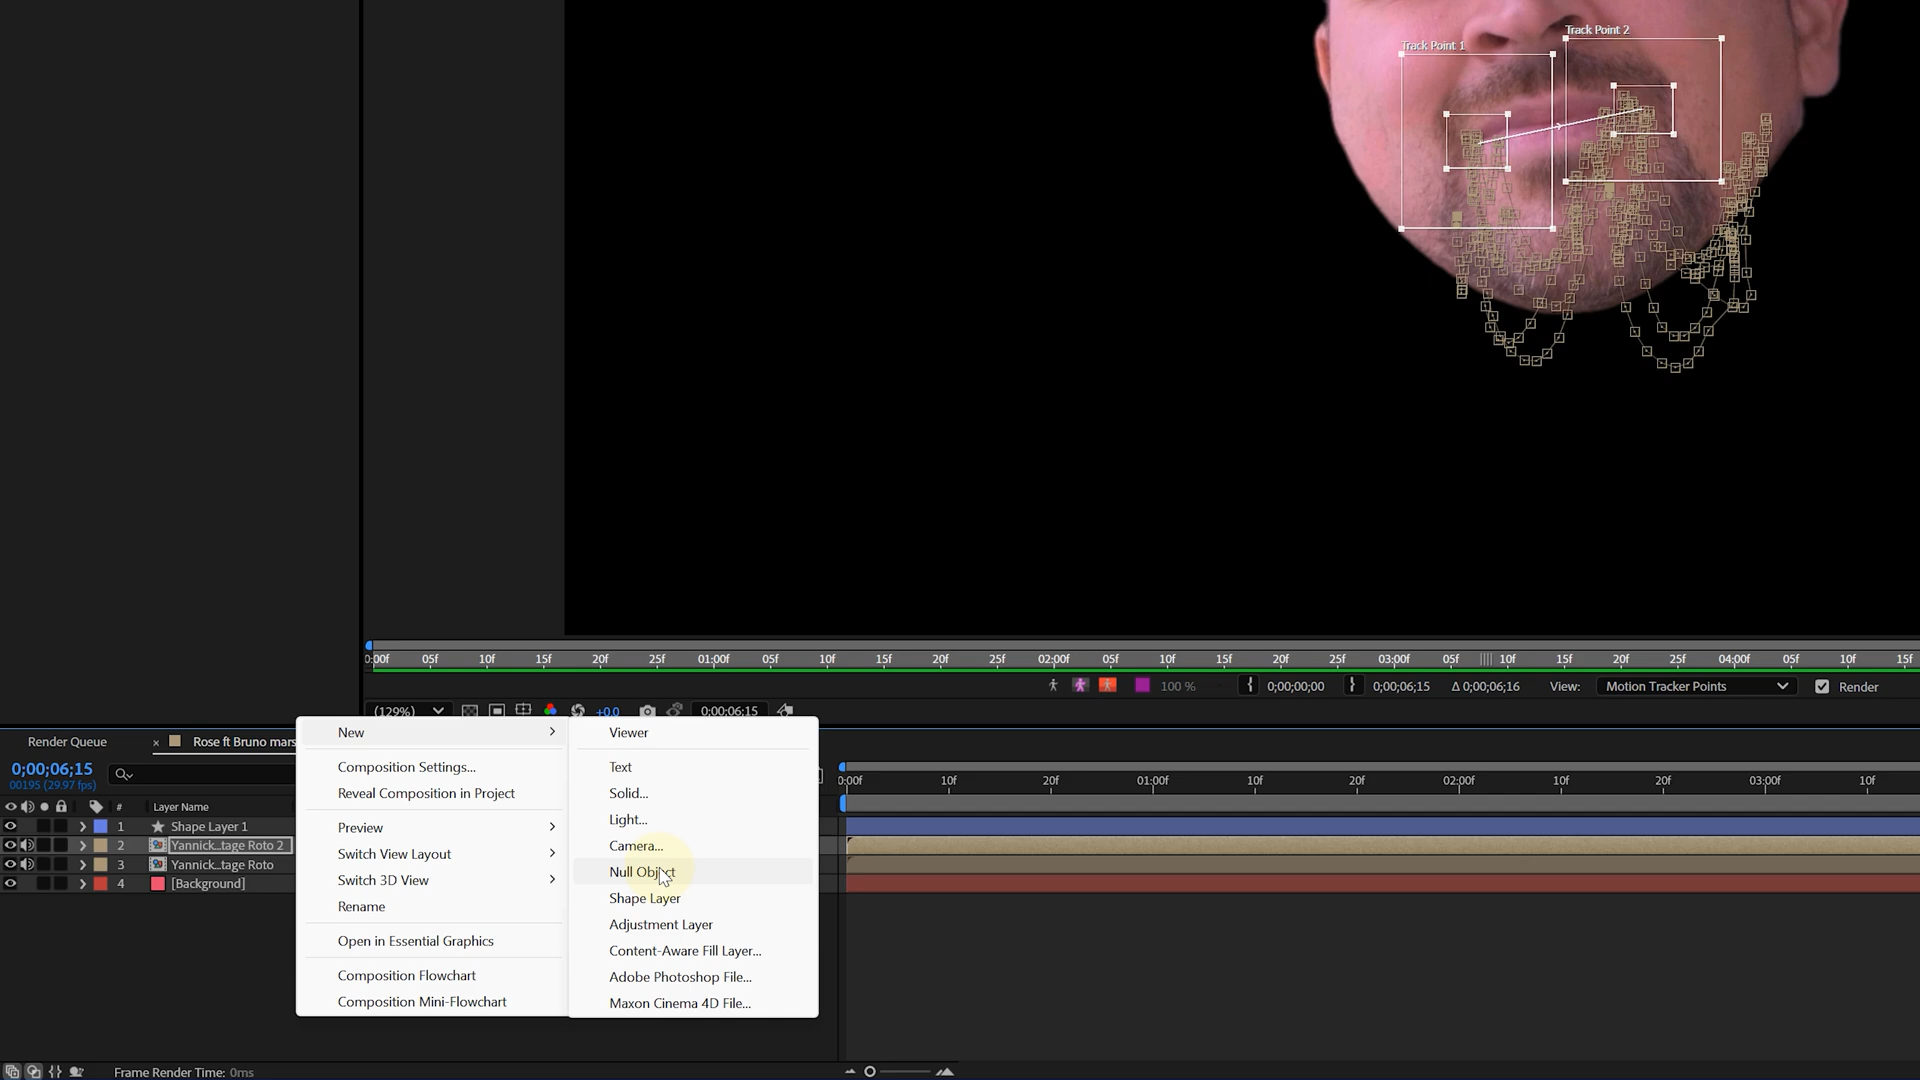 Track Point 1
Track Point 2
0:00f 05f 10f 15f 20f 25f 01:00f 05f 10f 15f 20f 25f 02:00f 05f 10f 15f 20f 25f 03:00f 05f 10f 15f 20f 25f 04:00f 05f 10f 15f
100 % 0;00;00;00 0;00;06;15 Δ 0;00;06;16 View: Motion Tracker Points Render
(129%) +0.0 0;00;06;15
Render Queue × Rose ft Bruno mars
0;00;06;15
00195 (29.97 fps)
# Layer Name
1 Shape Layer 1
2 Yannick...tage Roto 2
3 Yannick...tage Roto
4 [Background]
New
Composition Settings...
Reveal Composition in Project
Preview
Switch View Layout
Switch 3D View
Rename
Open in Essential Graphics
Composition Flowchart
Composition Mini-Flowchart
Viewer
Text
Solid...
Light...
Camera...
Null Object
Shape Layer
Adjustment Layer
Content-Aware Fill Layer...
Adobe Photoshop File...
Maxon Cinema 4D File...
0:00f 10f 20f 01:00f 10f 20f 02:00f 10f 20f 03:00f 10f
Frame Render Time: 0ms